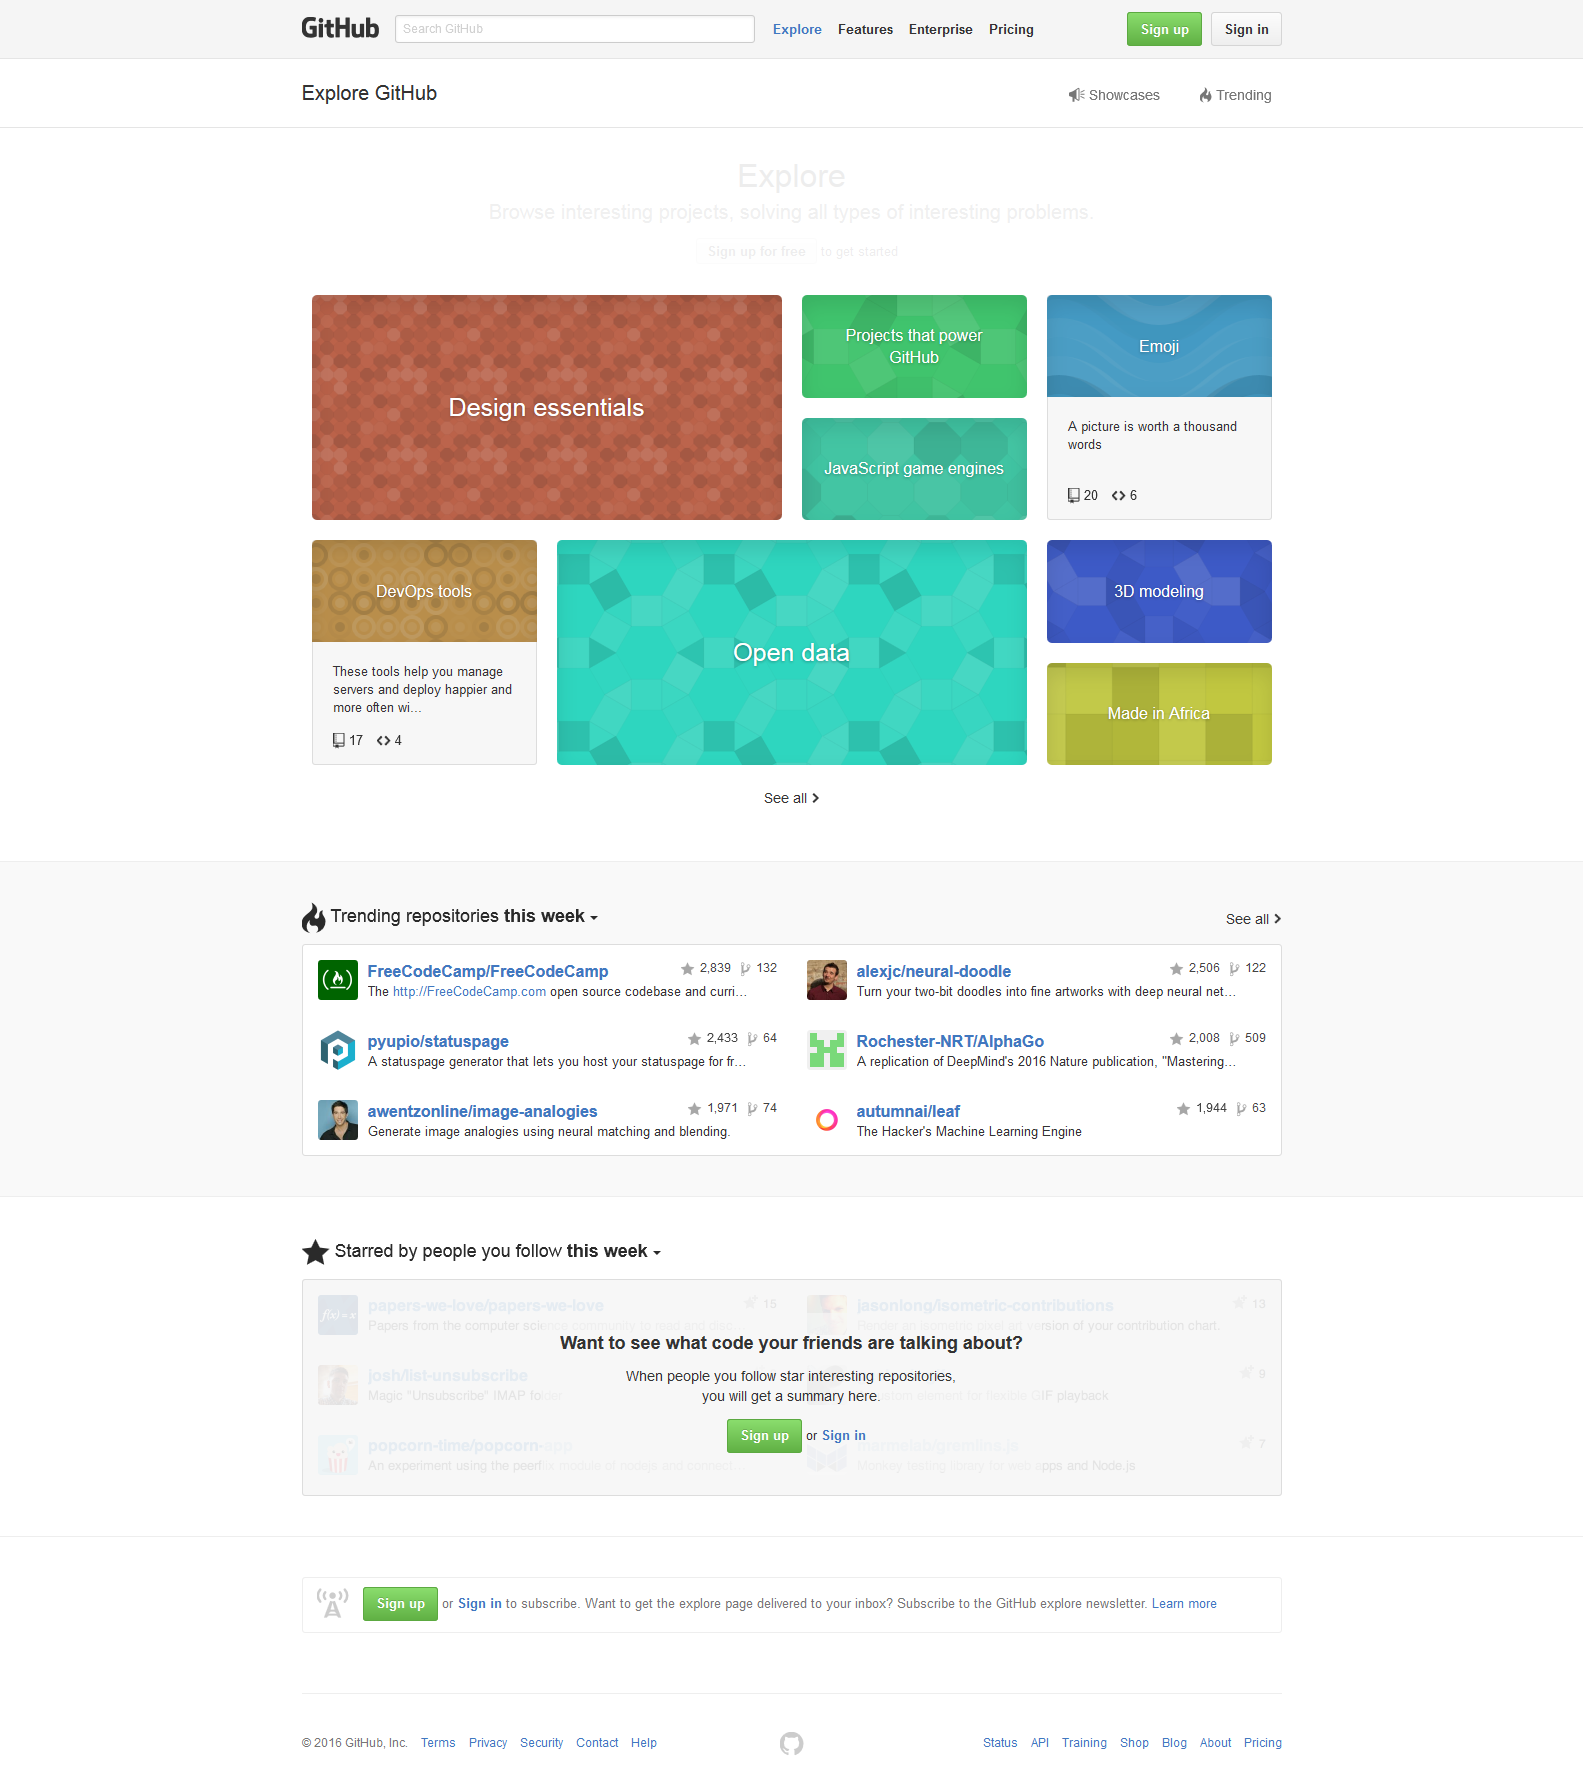 GitHub
Search GitHub
Explore Features Enterprise Pricing
Sign up
Sign in
Explore GitHub
Showcases
Trending
Explore
Browse interesting projects, solving all types of interesting problems.
Sign up for free to get started
Design essentials
Projects that power
GitHub
JavaScript game engines
Emoji
A picture is worth a thousand
words
20 6
DevOps tools
These tools help you manage
servers and deploy happier and
more often wi...
17 4
Open data
3D modeling
Made in Africa
See all
Trending repositories this week
See all
FreeCodeCamp/FreeCodeCamp
2,839 132
The http://FreeCodeCamp.com open source codebase and curri...
alexjc/neural-doodle
2,506 122
Turn your two-bit doodles into fine artworks with deep neural net...
pyupio/statuspage
2,433 64
A statuspage generator that lets you host your statuspage for fr...
Rochester-NRT/AlphaGo
2,008 509
A replication of DeepMind's 2016 Nature publication, "Mastering...
awentzonline/image-analogies
1,971 74
Generate image analogies using neural matching and blending.
autumnai/leaf
1,944 63
The Hacker's Machine Learning Engine
Starred by people you follow this week
papers-we-love/papers-we-love
15
Papers from the computer science community to read and disc...
jasonlong/isometric-contributions
13
Render an isometric pixel an version of your contribution chart.
Want to see what code your friends are talking about?
When people you follow star interesting repositories,
you will get a summary here.
Sign up or Sign in
josh/list-unsubscribe
Magic "Unsubscribe" IMAP folder
9
custom element for flexible GIF playback
popcorn-time/popcorn-app
An experiment using the peerflix module of nodejs and connect...
marmelab/gremlins.js
7
Monkey testing library for web apps and Node.js
Sign up or Sign in to subscribe. Want to get the explore page delivered to your inbox? Subscribe to the GitHub explore newsletter. Learn more
© 2016 GitHub, Inc. Terms Privacy Security Contact Help
Status API Training Shop Blog About Pricing